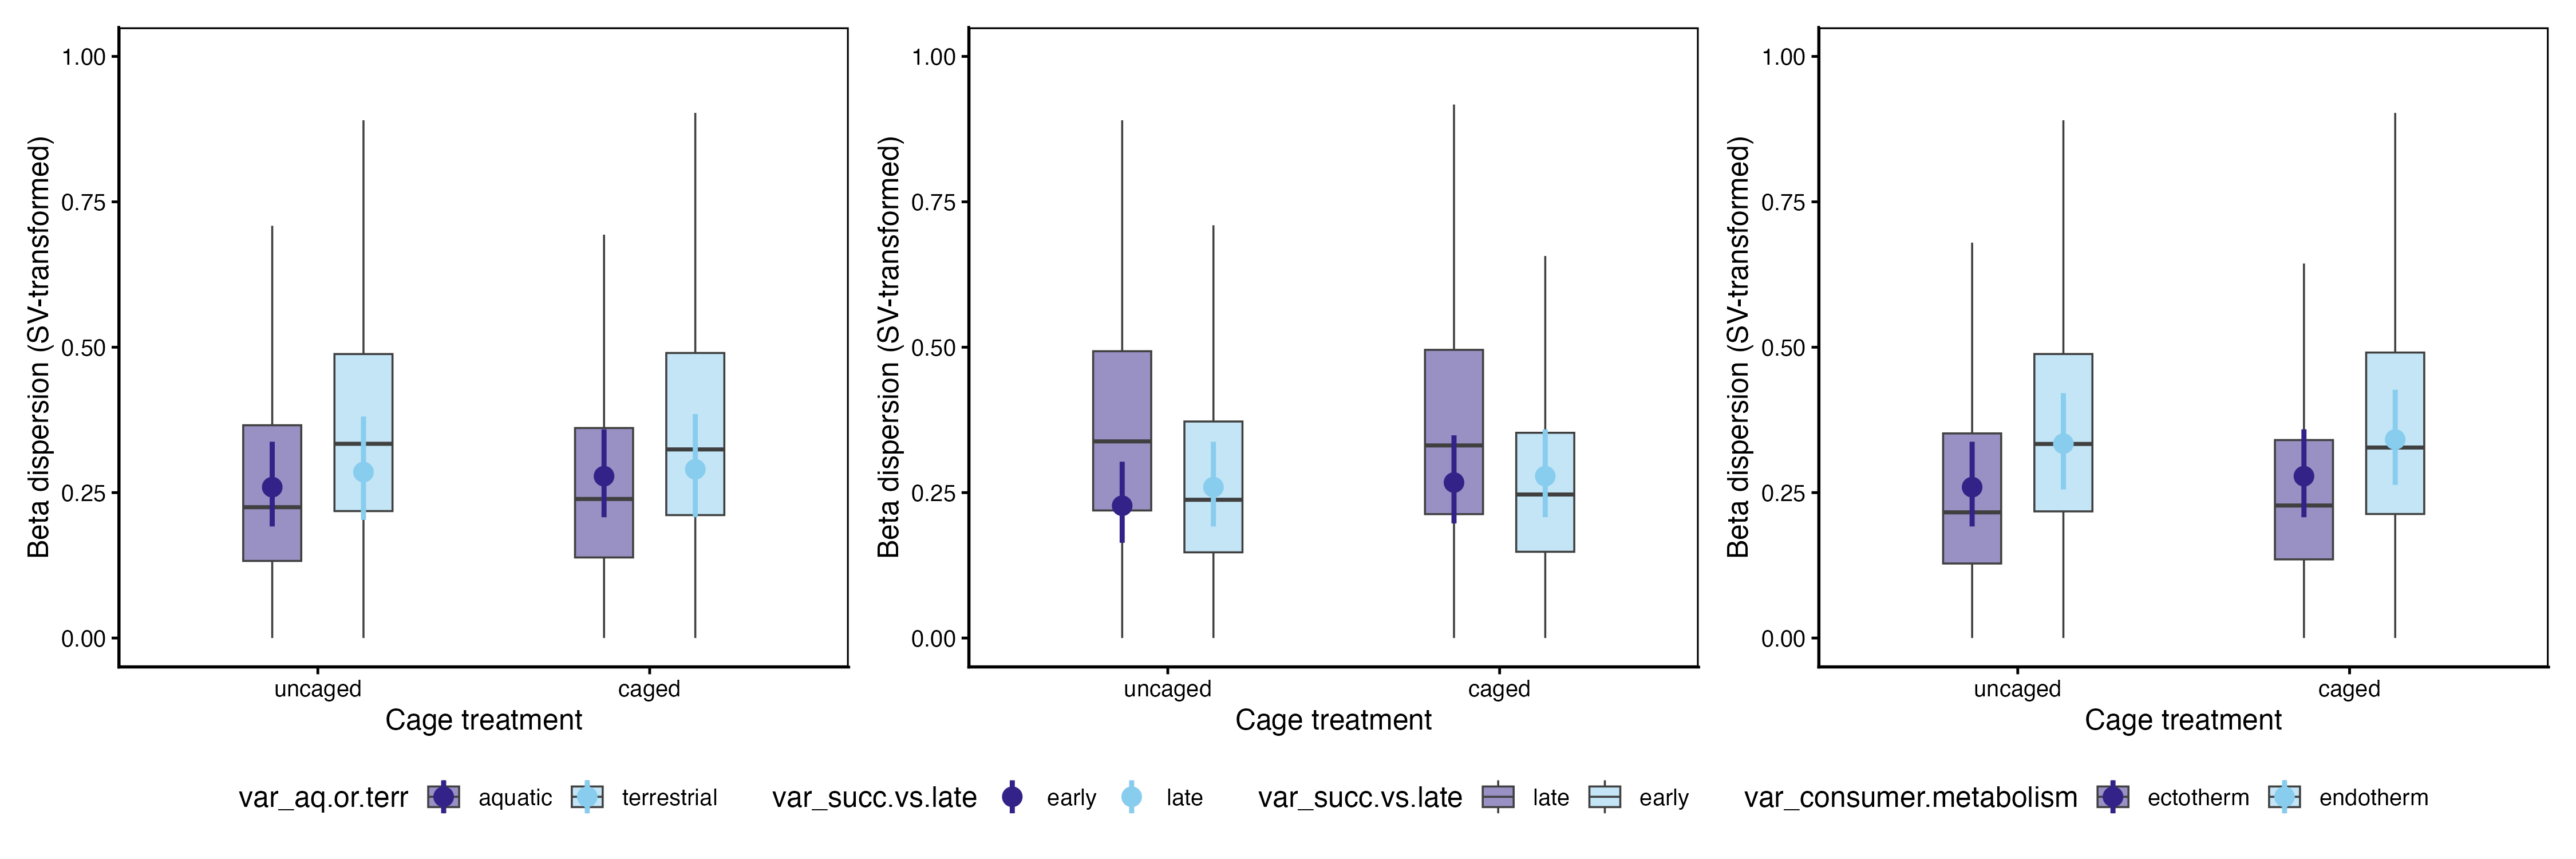 Beta dispersion (SV-transformed)
1.00
0.75
0.50
0.25
0.00
uncaged
caged
Cage treatment
Beta dispersion (SV-transformed)
1.00
0.75
0.50
0.25
0.00
uncaged
caged
Cage treatment
Beta dispersion (SV-transformed)
1.00
0.75
0.50
0.25
0.00
uncaged
caged
Cage treatment
var_aq.or.terr aquatic terrestrial var_succ.vs.late early late var_succ.vs.late late early var_consumer.metabolism ectotherm endotherm